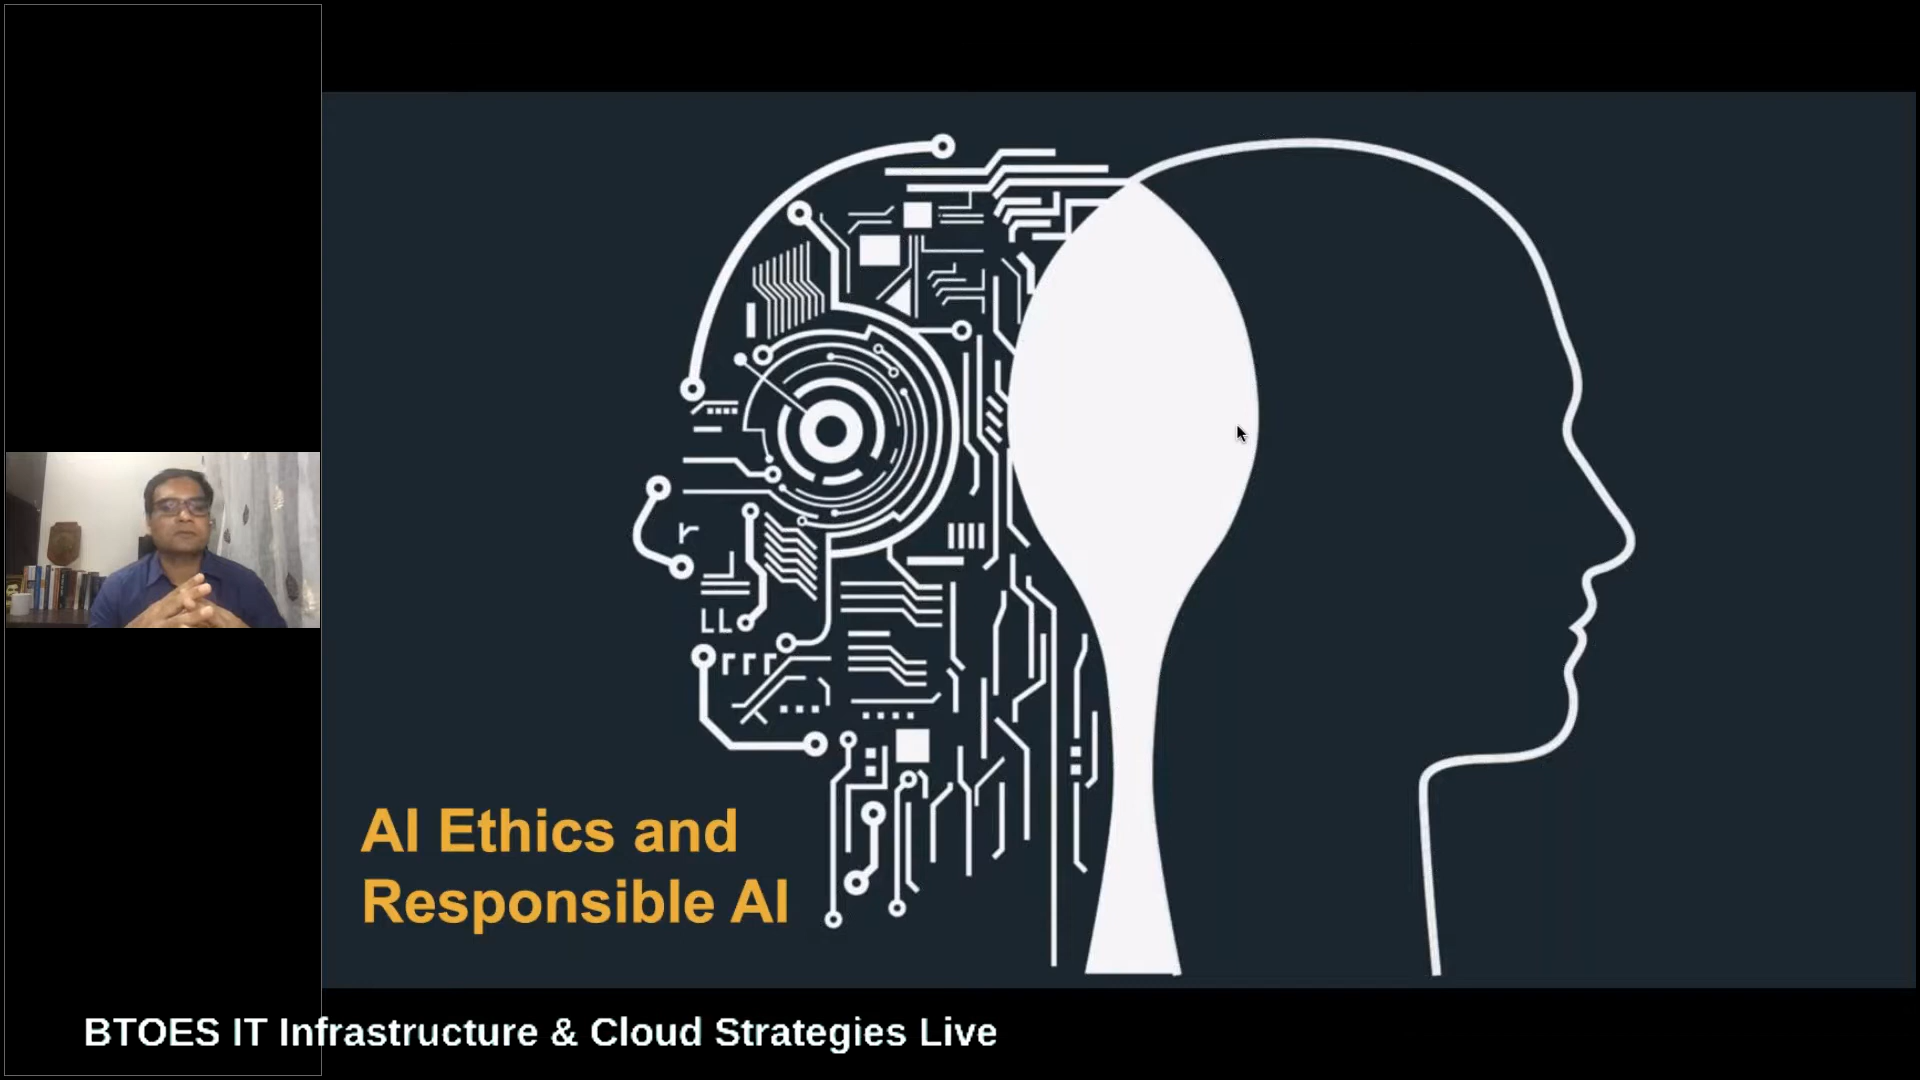 AI Ethics and
Responsible AI
BTOES IT Infrastructure & Cloud Strategies Live